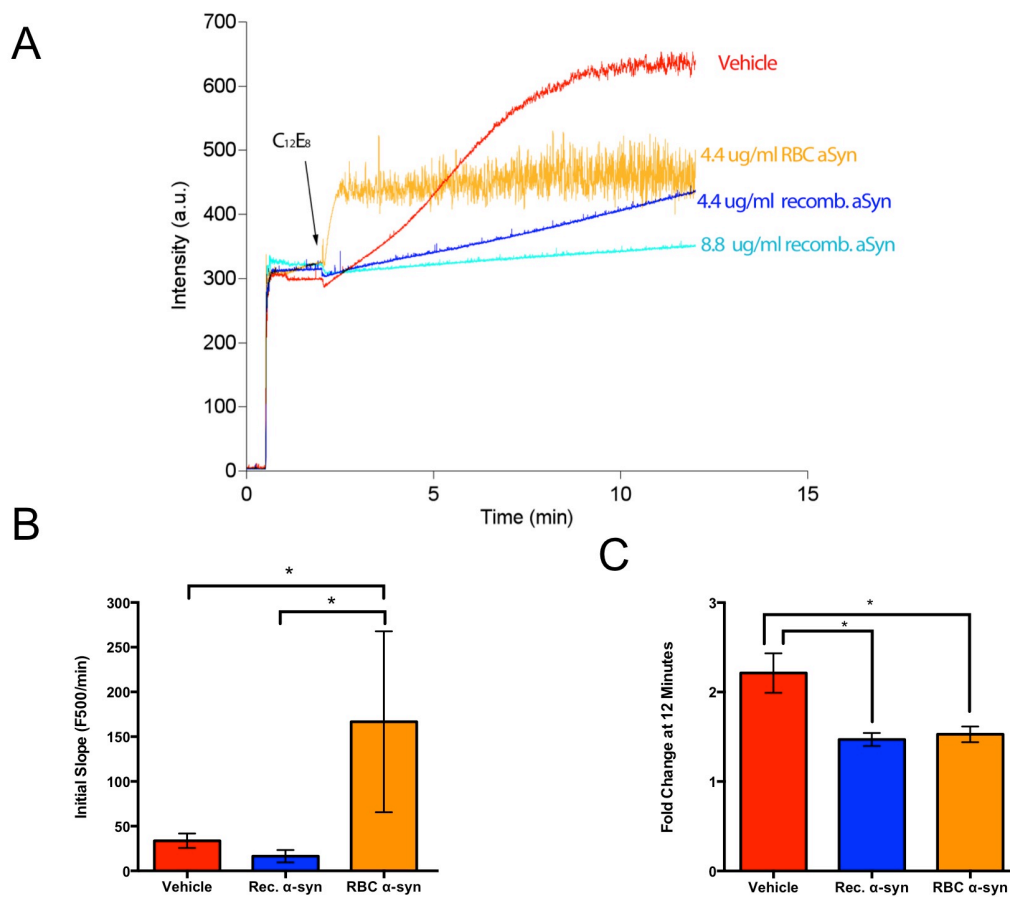 A
700
600
500
400
300
200
100
0
Intensity (a.u.)
C12E8
Vehicle
4.4 ug/ml RBC aSyn
4.4 ug/ml recomb. aSyn
8.8 ug/ml recomb. aSyn
0 5 10 15
Time (min)
B
300
250
200
150
100
50
0
Initial Slope (F500/min)
*
*
Vehicle Rec. α-syn RBC α-syn
C
3
2
1
0
Fold Change at 12 Minutes
*
*
Vehicle Rec. α-syn RBC α-syn